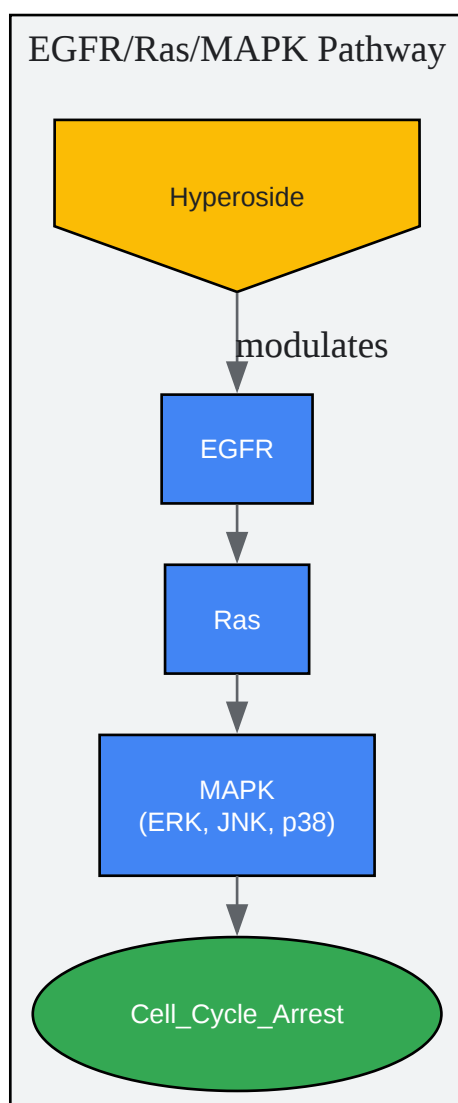 EGFR/Ras/MAPK Pathway
Hyperoside
modulates
EGFR
Ras
MAPK
(ERK, JNK, p38)
Cell_Cycle_Arrest